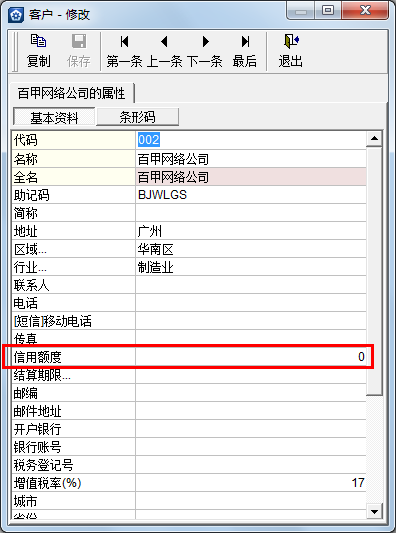 客户 - 修改
复制 保存 第一条 上一条 下一条 最后 退出
百甲网络公司的属性
基本资料 条形码
代码 002
名称 百甲网络公司
全名 百甲网络公司
助记码 BJWLGS
简称
地址 广州
区域... 华南区
行业... 制造业
联系人
电话
[短信]移动电话
传真
信用额度 0
结算期限...
邮编
邮件地址
开户银行
银行账号
税务登记号
增值税率(%) 17
城市
省份